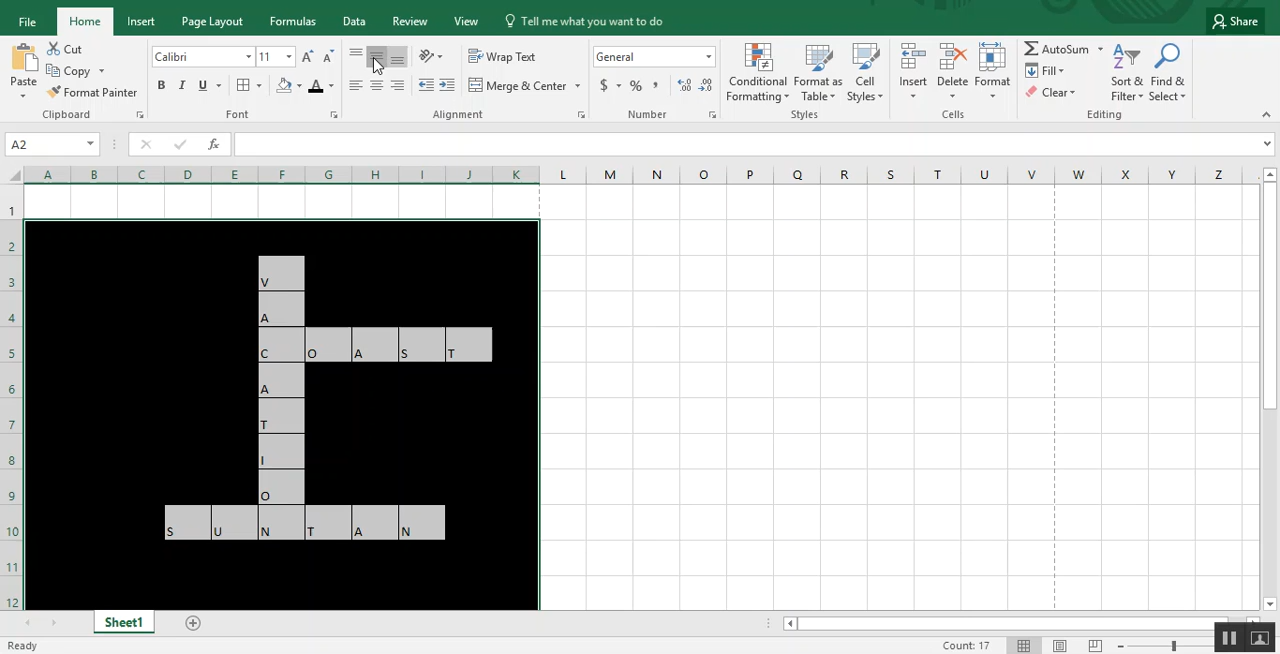 File Home Insert Page Layout Formulas Data Review View Tell me what you want to do Share
Paste Cut Copy Format Painter Clipboard
Calibri 11 A A B I U A Font
Wrap Text Merge & Center Alignment
General $ % , .00 Number
Conditional Formatting Format as Table Cell Styles Styles
Insert Delete Format Cells
AutoSum Fill Clear Sort & Filter Find & Select Editing
A2 fx
A B C D E F G H I J K L M N O P Q R S T U V W X Y Z
1
2
3 V
4 A
5 C O A S T
6 A
7 T
8 I
9 O
10 S U N T A N
11
12
Sheet1
Ready Count: 17